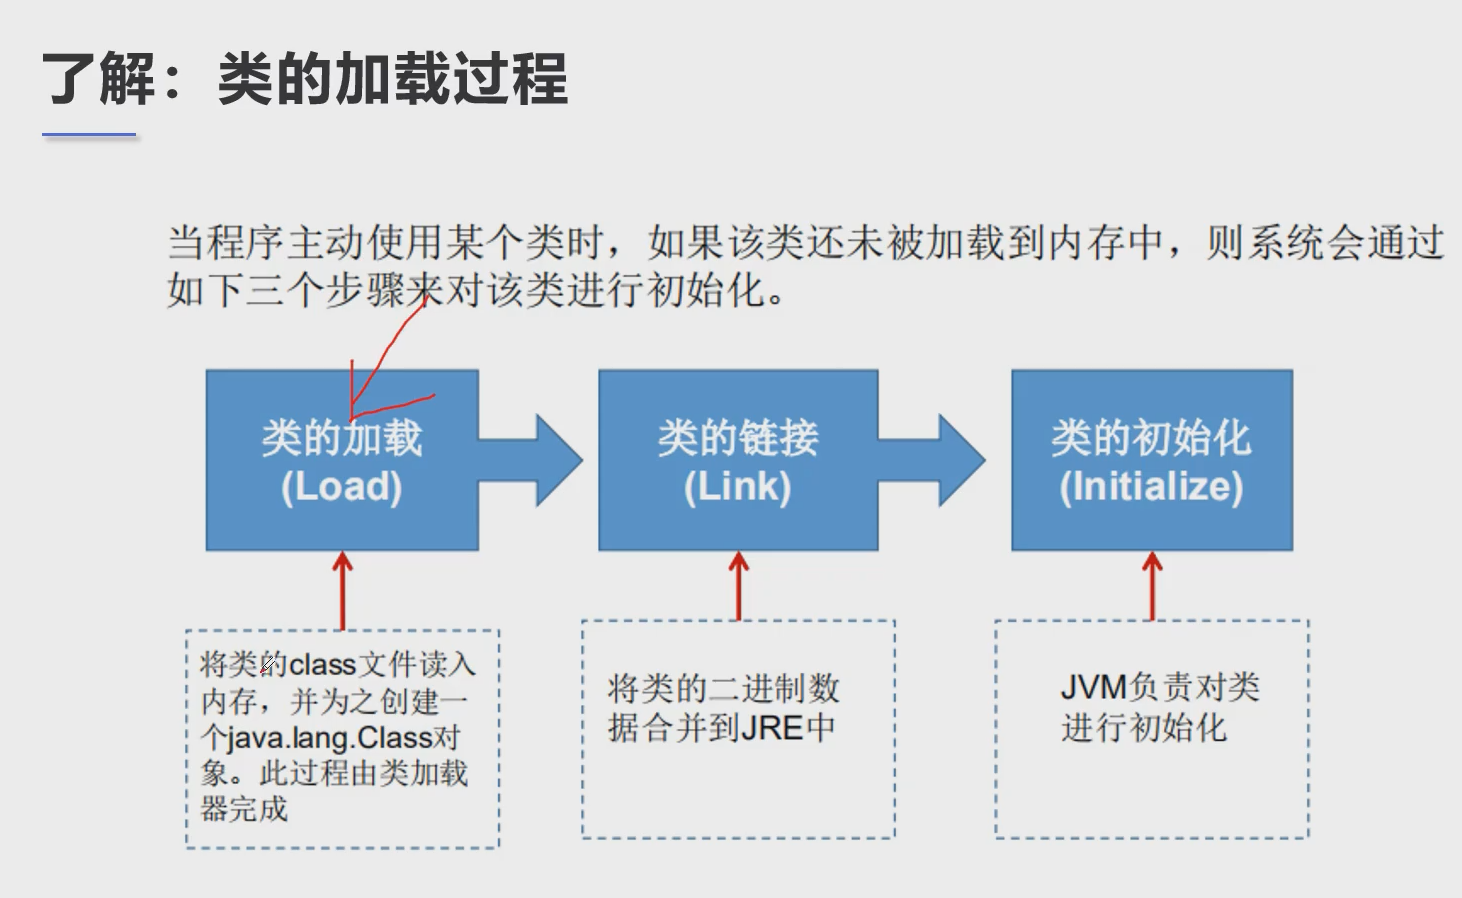 了解：类的加载过程
当程序主动使用某个类时，如果该类还未被加载到内存中，则系统会通过
如下三个步骤来对该类进行初始化。
类的加载
(Load)
类的链接
(Link)
类的初始化
(Initialize)
将类的class文件读入
内存，并为之创建一
个java.lang.Class对
象。此过程由类加载
器完成
将类的二进制数
据合并到JRE中
JVM负责对类
进行初始化